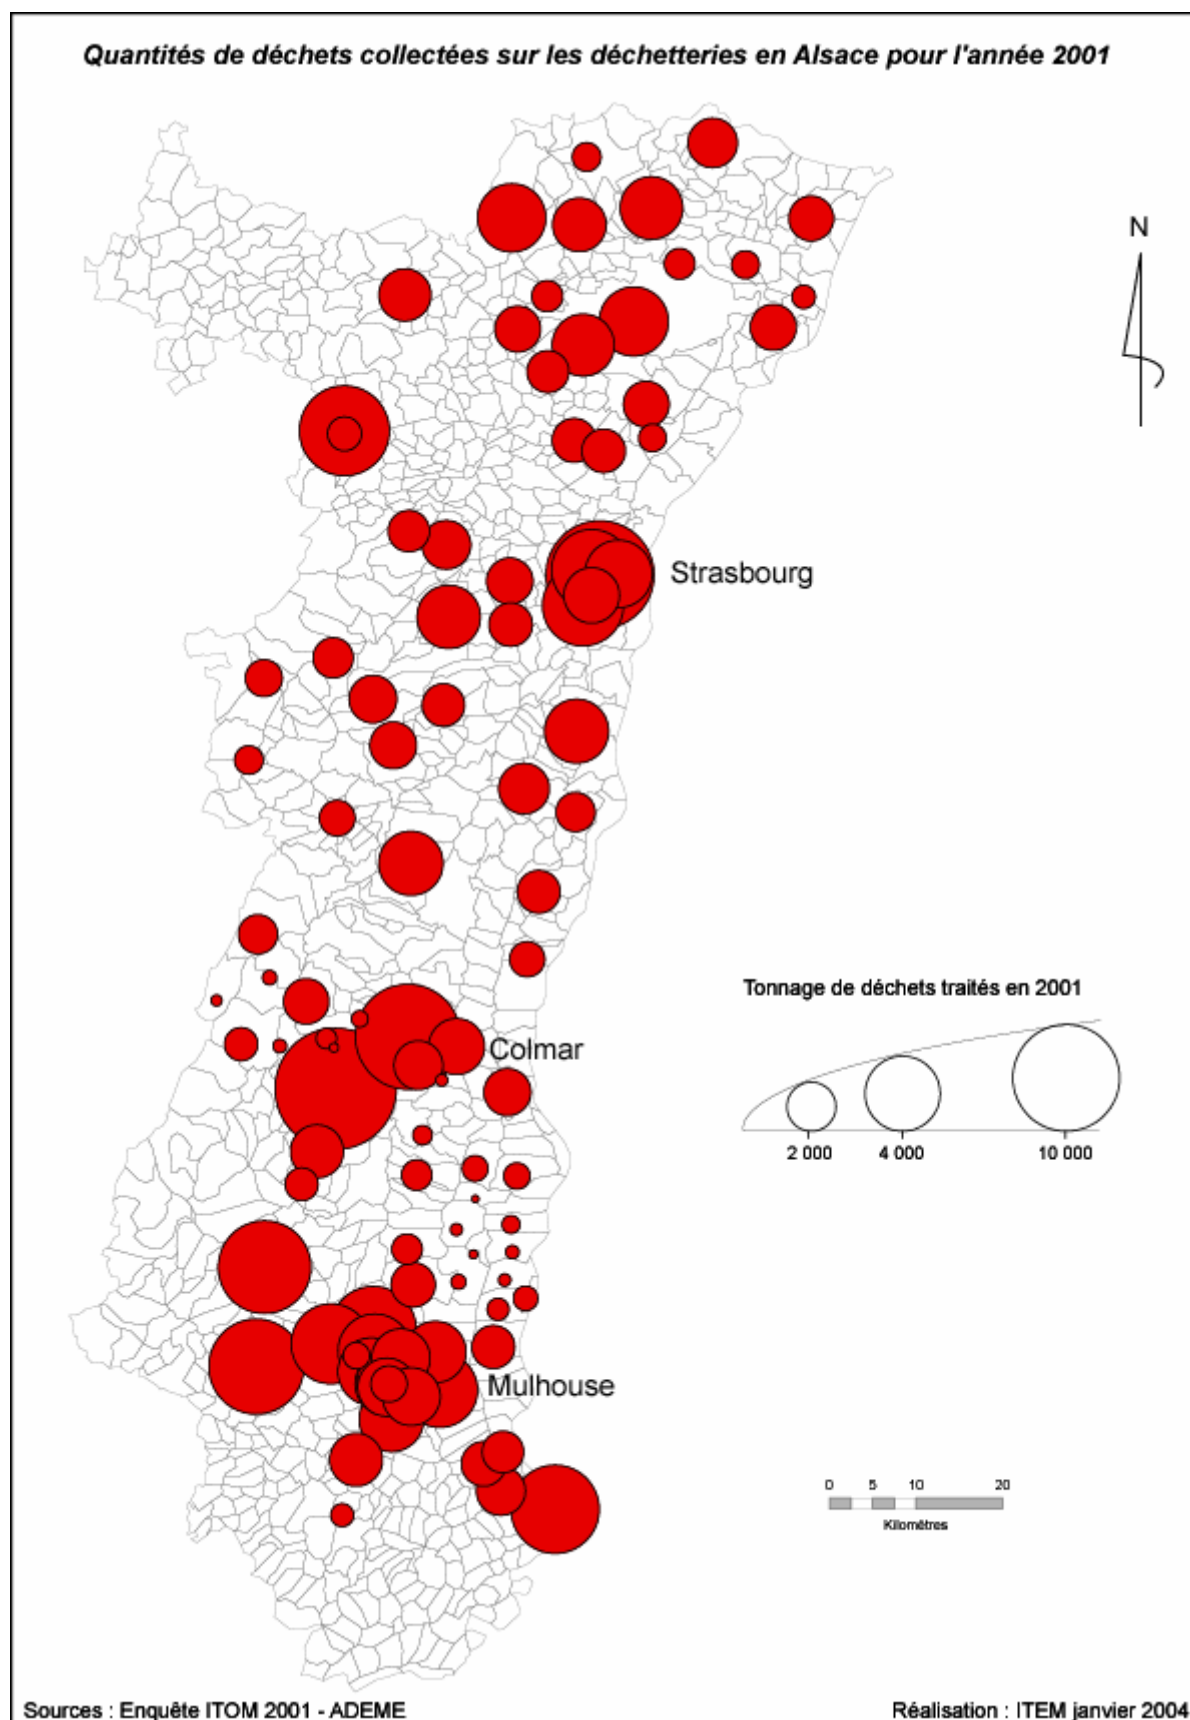 Quantités de déchets collectées sur les déchetteries en Alsace pour l'année 2001
N
Strasbourg
Tonnage de déchets traités en 2001
Colmar
2 000 4 000 10 000
Mulhouse
0 5 10 20
Kilomètres
Sources : Enquête ITOM 2001 - ADEME
Réalisation : ITEM janvier 2004